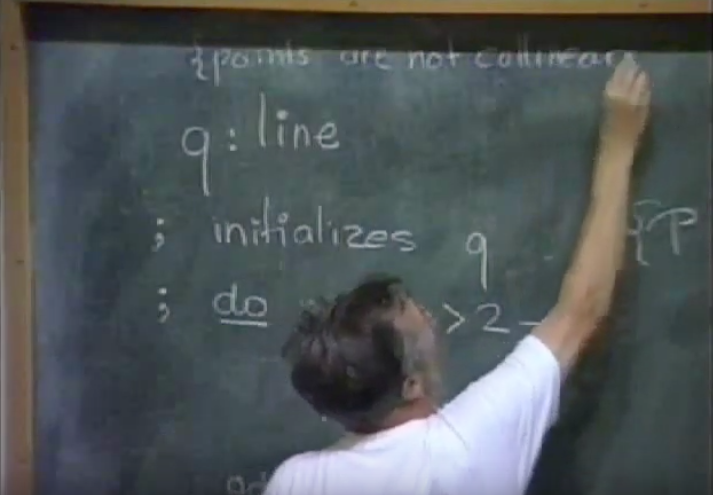 {points are not collinear
q : line
; initializes q {P
; do > 2 –